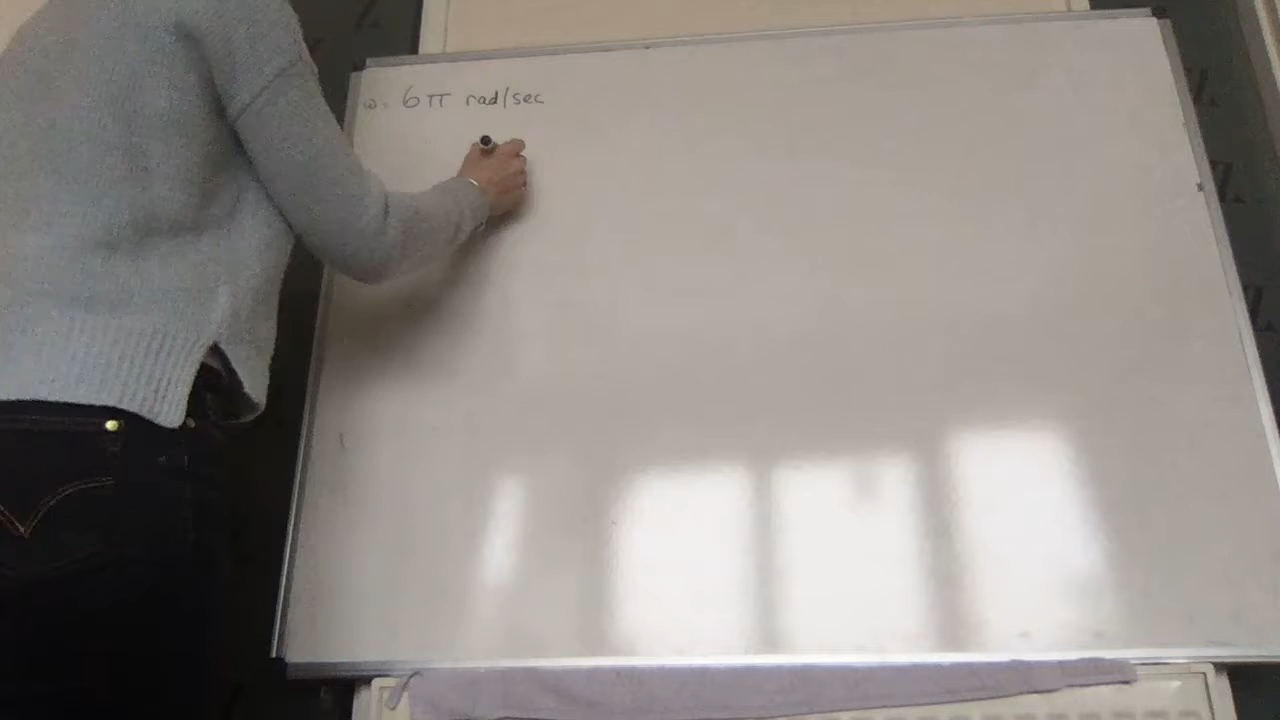 ω = 6π rad/sec